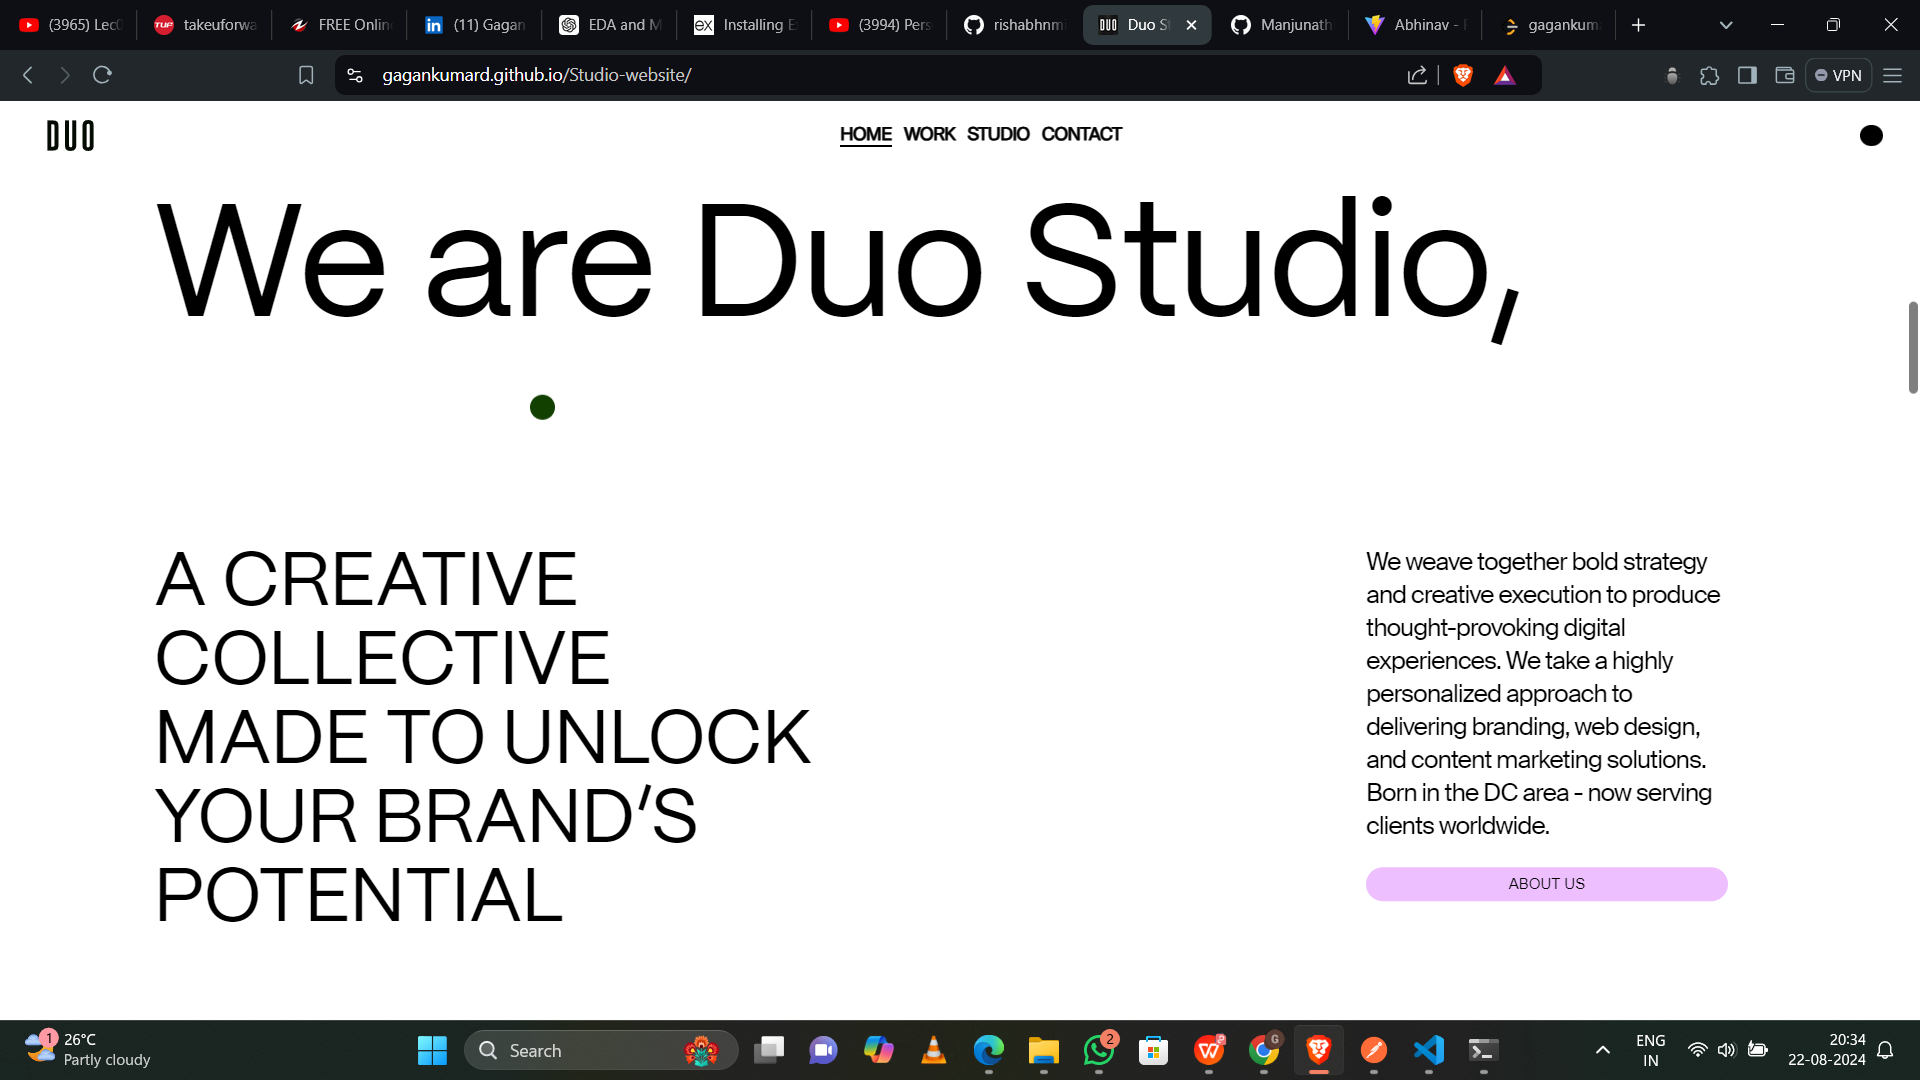 (3965) Lec
takeuforwa
FREE Onlin
(11) Gagan
EDA and M
Installing E
(3994) Pers
rishabhnm
DUO Duo S
Manjunath
Abhinav -
gagankum
gagankumard.github.io/Studio-website/
VPN
DUO
HOME WORK STUDIO CONTACT
We are Duo Studio,
A CREATIVE
COLLECTIVE
MADE TO UNLOCK
YOUR BRAND'S
POTENTIAL
We weave together bold strategy
and creative execution to produce
thought-provoking digital
experiences. We take a highly
personalized approach to
delivering branding, web design,
and content marketing solutions.
Born in the DC area - now serving
clients worldwide.
ABOUT US
1
26°C
Partly cloudy
Search
2
ENG
IN
20:34
22-08-2024